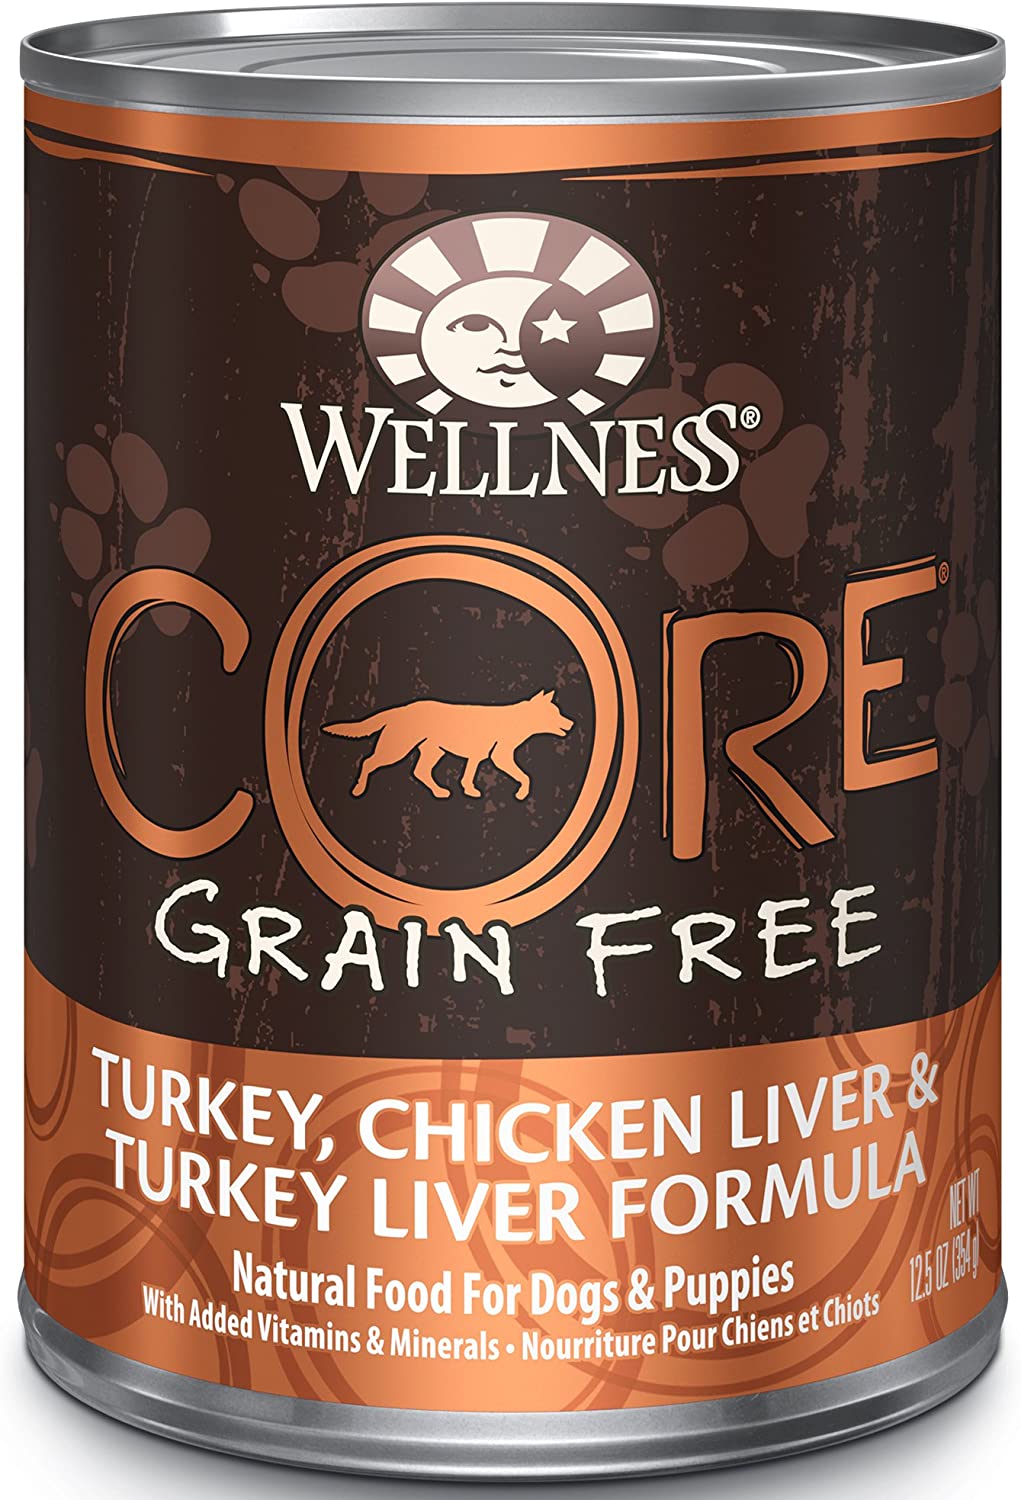 WELLNESS®
CORE®
GRAIN FREE
TURKEY, CHICKEN LIVER &
TURKEY LIVER FORMULA
Natural Food For Dogs & Puppies
With Added Vitamins & Minerals • Nourriture Pour Chiens et Chiots
NET WT
12.5 OZ (354 g)